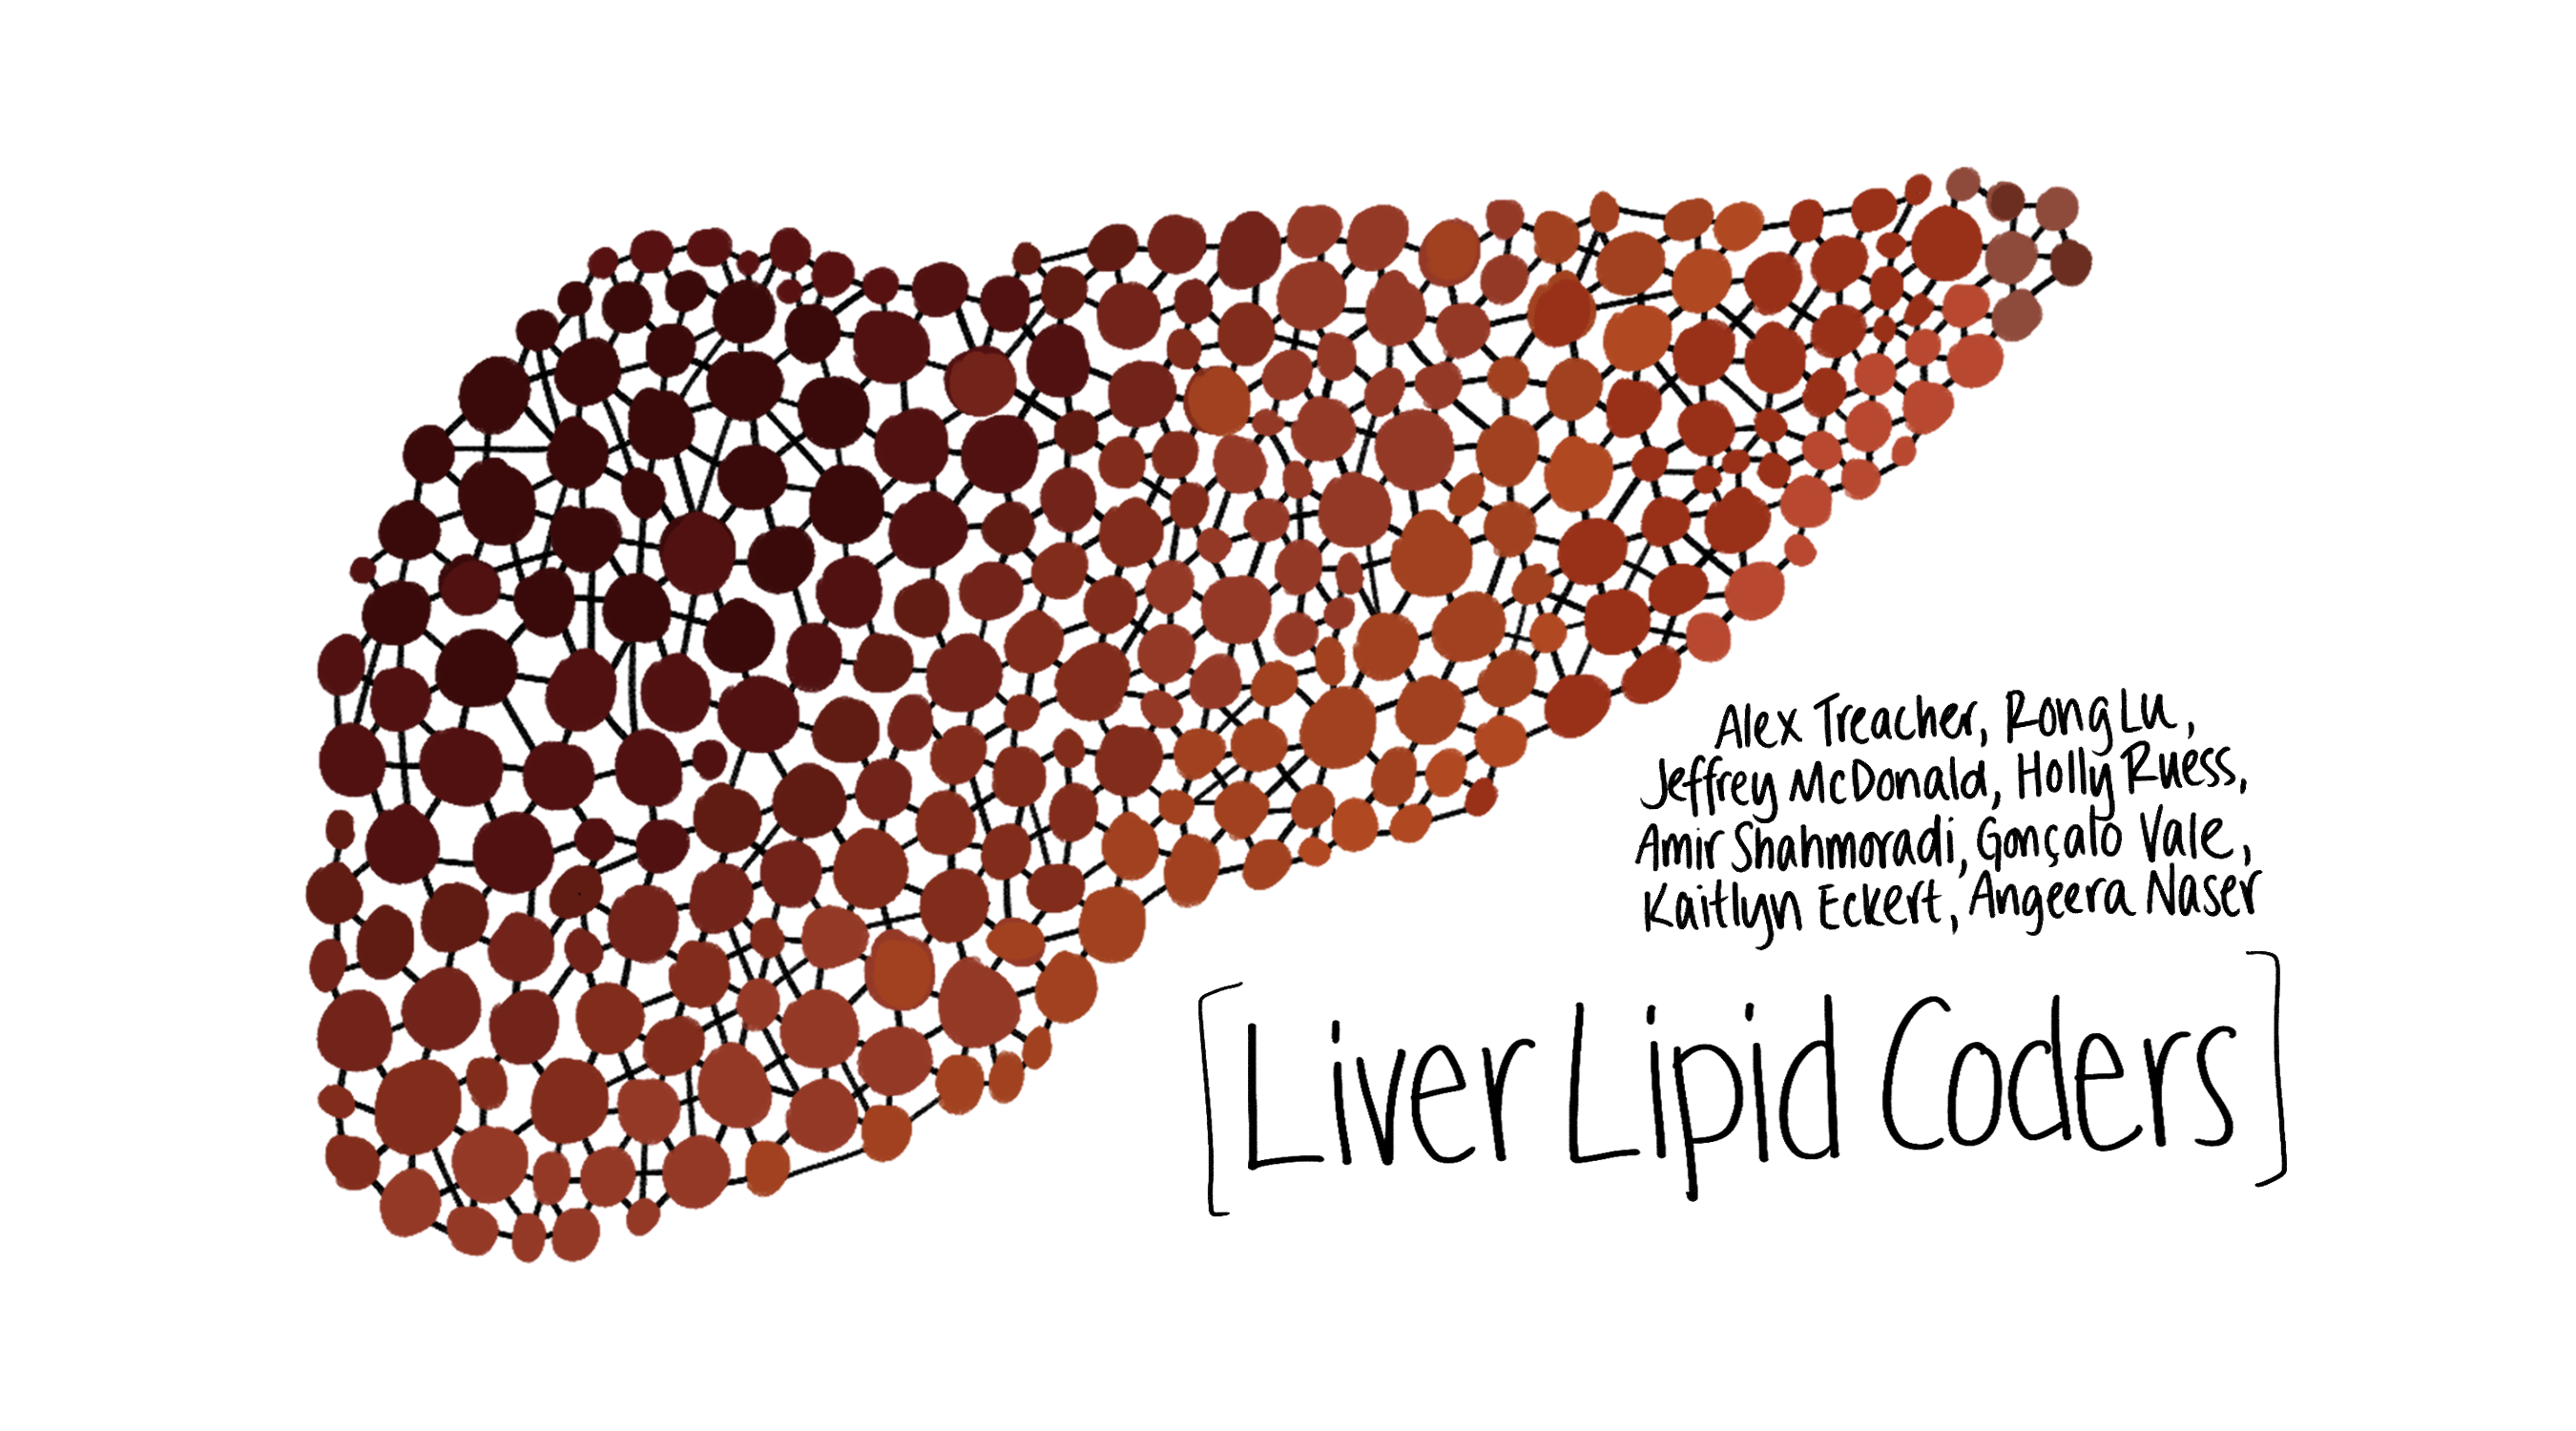 Alex Treacher, Rong Lu,
Jeffrey McDonald, Holly Ruess,
Amir Shahmoradi, Gonçalo Vale,
Kaitlyn Eckert, Angeera Naser
[Liver Lipid Coders]